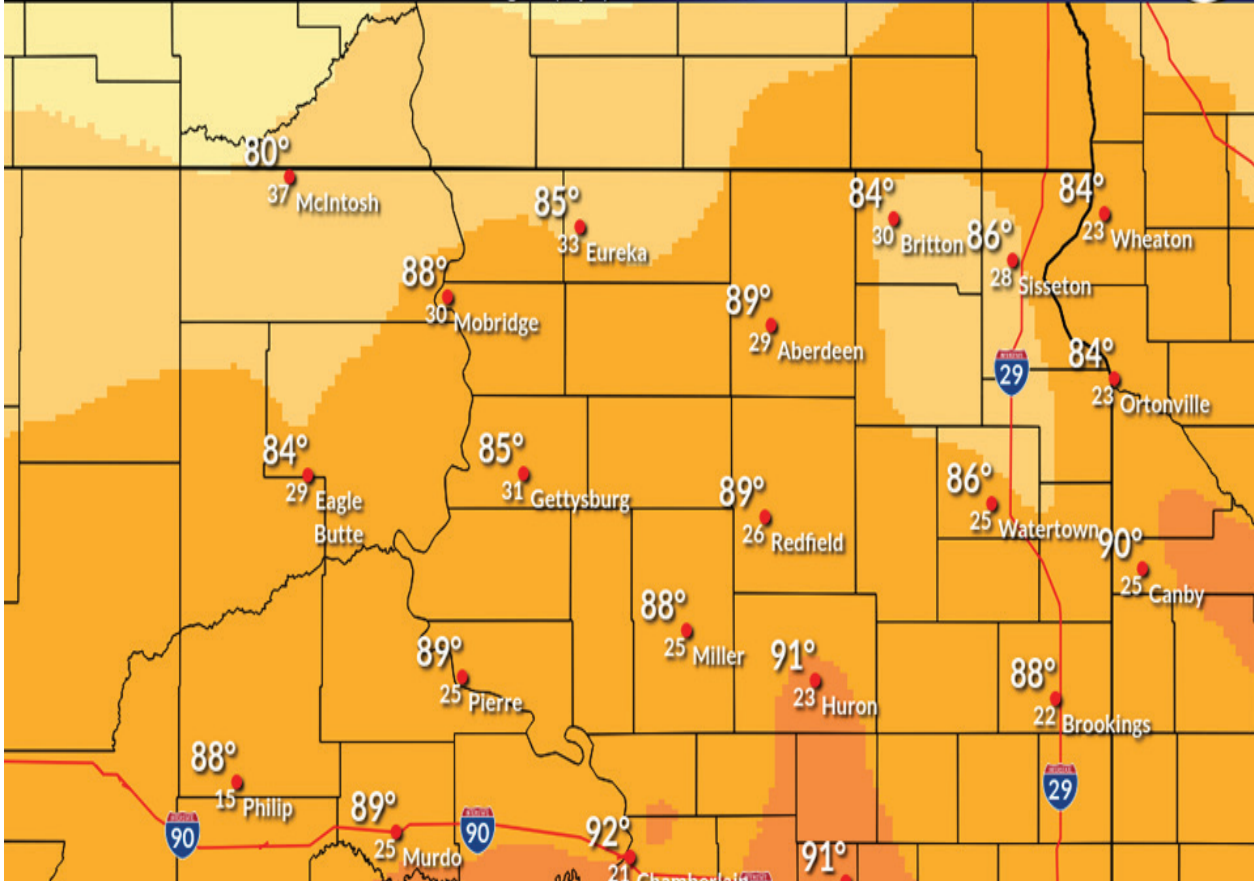 80°
37 McIntosh
85°
33 Eureka
84°
30 Britton
86°
28 Sisseton
84°
23 Wheaton
88°
30 Mobridge
89°
29 Aberdeen
29
84°
23 Ortonville
84°
29 Eagle
Butte
85°
31 Gettysburg
89°
26 Redfield
86°
25 Watertown
90°
25 Canby
88°
25 Miller
89°
25 Pierre
91°
23 Huron
88°
22 Brookings
88°
15 Philip
90
89°
25 Murdo
90
92°
21 Chamberlain
29
91°